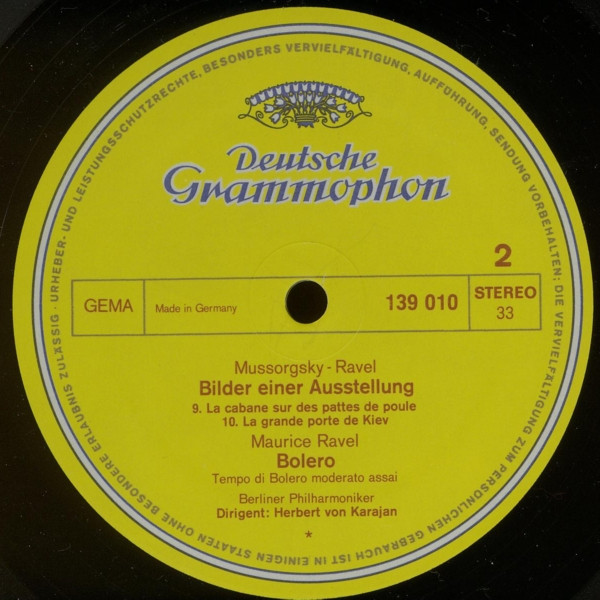 URHEBER- UND LEISTUNGSSCHUTZRECHTE, BESONDERS VERVIELFÄLTIGUNG, AUFFÜHRUNG, SENDUNG VORBEHALTEN; DIE VERVIELFÄLTIGUNG ZUM PERSÖNLICHEN GEBRAUCH IST IN EINIGEN STAATEN OHNE BESONDERE ERLAUBNIS ZULÄSSIG ·
Deutsche
Grammophon
2
GEMA Made in Germany 139 010 STEREO
33
Mussorgsky - Ravel
Bilder einer Ausstellung
9. La cabane sur des pattes de poule
10. La grande porte de Kiev
Maurice Ravel
Bolero
Tempo di Bolero moderato assai
Berliner Philharmoniker
Dirigent: Herbert von Karajan
*